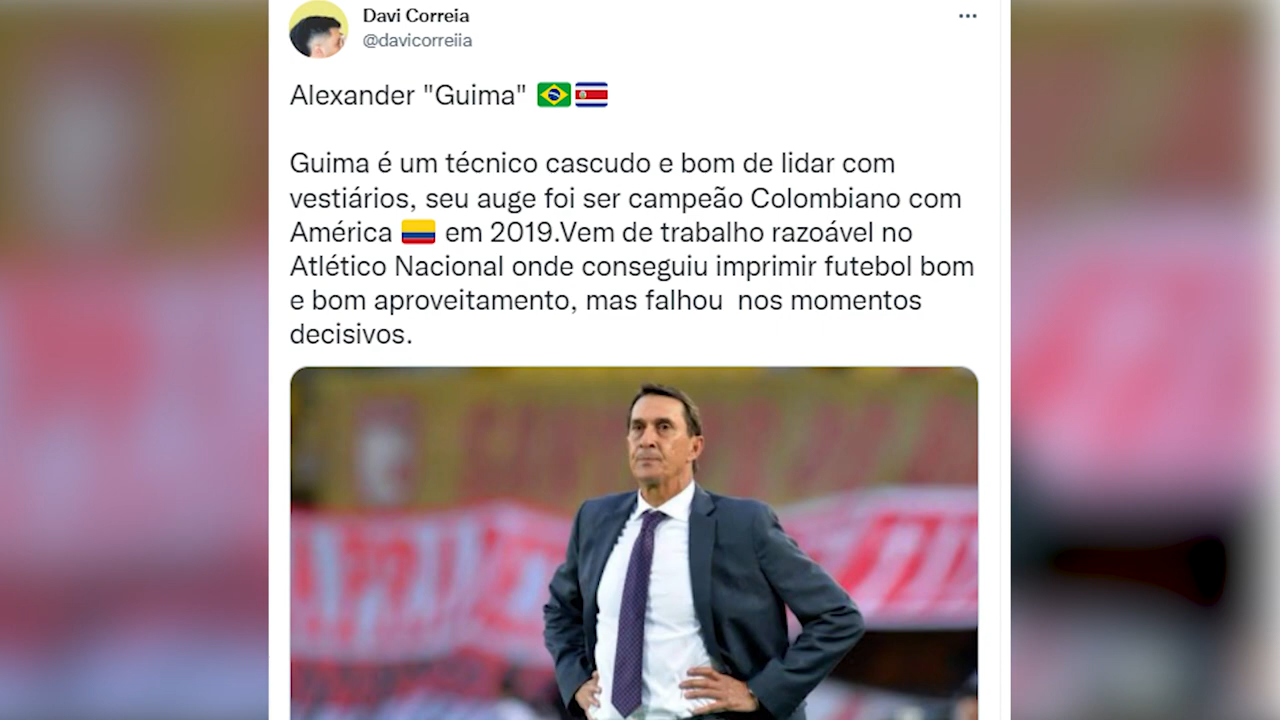 Davi Correia
@davicorreiia
Alexander "Guima" 🇧🇷🇨🇷
Guima é um técnico cascudo e bom de lidar com
vestiários, seu auge foi ser campeão Colombiano com
América 🇨🇴 em 2019.Vem de trabalho razoável no
Atlético Nacional onde conseguiu imprimir futebol bom
e bom aproveitamento, mas falhou  nos momentos
decisivos.